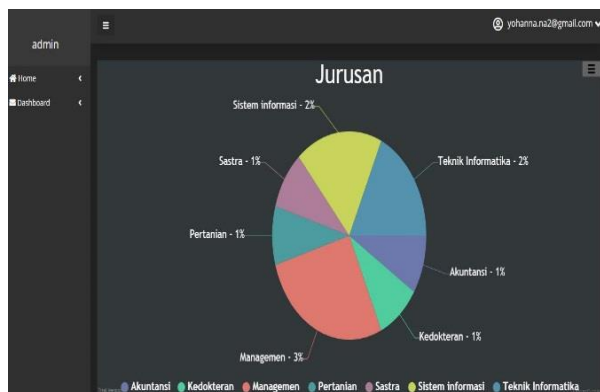 admin
yohanna.na2@gmail.com
Home
Dashboard
Jurusan
Sistem informasi - 2%
Teknik Informatika - 2%
Sastra - 1%
Pertanian - 1%
Akuntansi - 1%
Kedokteran - 1%
Managemen - 3%
Akuntansi Kedokteran Managemen Pertanian Sastra Sistem informasi Teknik Informatika